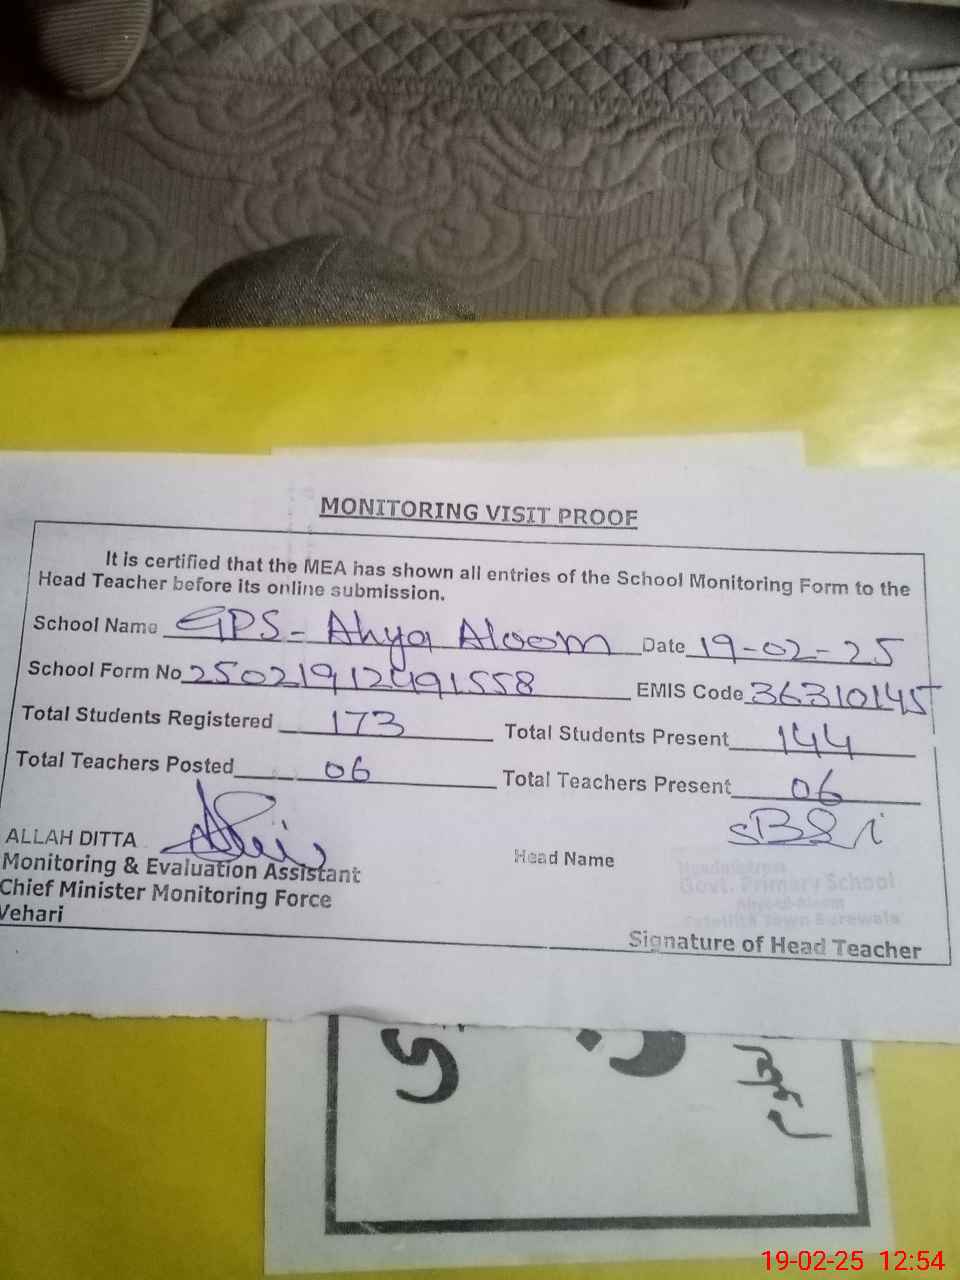 MONITORING VISIT PROOF
It is certified that the MEA has shown all entries of the School Monitoring Form to the
Head Teacher before its online submission.
School Name GPS - Ahya Aloom Date 19-02-25
School Form No 25021912491558 EMIS Code 36310145
Total Students Registered 173 Total Students Present 144
Total Teachers Posted 06 Total Teachers Present 06
ALLAH DITTA
Monitoring & Evaluation Assistant Head Name
Chief Minister Monitoring Force
Vehari
Headmistress
Govt. Primary School
Satellite Town Burewala
Signature of Head Teacher
19-02-25 12:54